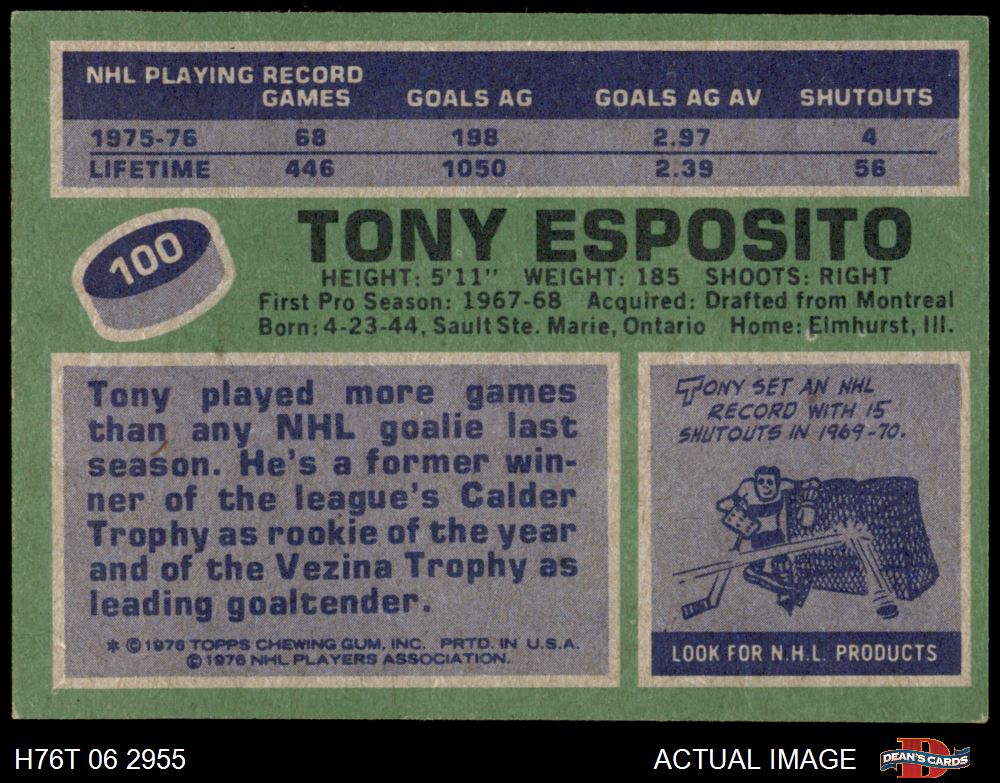 NHL PLAYING RECORD
GAMES GOALS AG GOALS AG AV SHUTOUTS
1975-76 68 198 2.97 4
LIFETIME 446 1050 2.39 56
100
TONY ESPOSITO
HEIGHT: 5'11" WEIGHT: 185 SHOOTS: RIGHT
First Pro Season: 1967-68 Acquired: Drafted from Montreal
Born: 4-23-44, Sault Ste. Marie, Ontario Home: Elmhurst, Ill.
Tony played more games
than any NHL goalie last
season. He's a former win-
ner of the league's Calder
Trophy as rookie of the year
and of the Vezina Trophy as
leading goaltender.
* © 1976 TOPPS CHEWING GUM, INC. PRTD. IN U.S.A.
© 1976 NHL PLAYERS ASSOCIATION.
TONY SET AN NHL
RECORD WITH 15
SHUTOUTS IN 1969-70.
LOOK FOR N.H.L. PRODUCTS
H76T 06 2955
ACTUAL IMAGE
D
DEAN'S CARDS